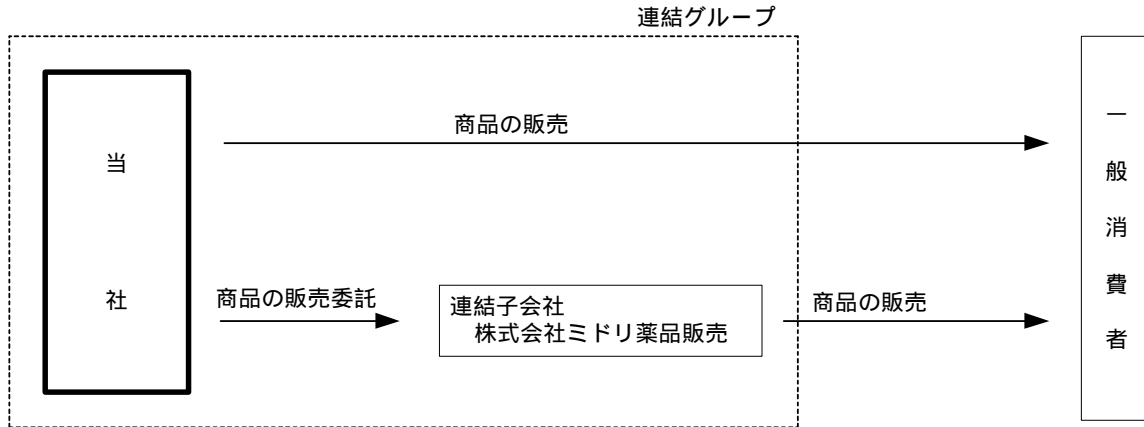 連結グループ
当社
商品の販売
一般消費者
商品の販売委託
連結子会社
株式会社ミドリ薬品販売
商品の販売